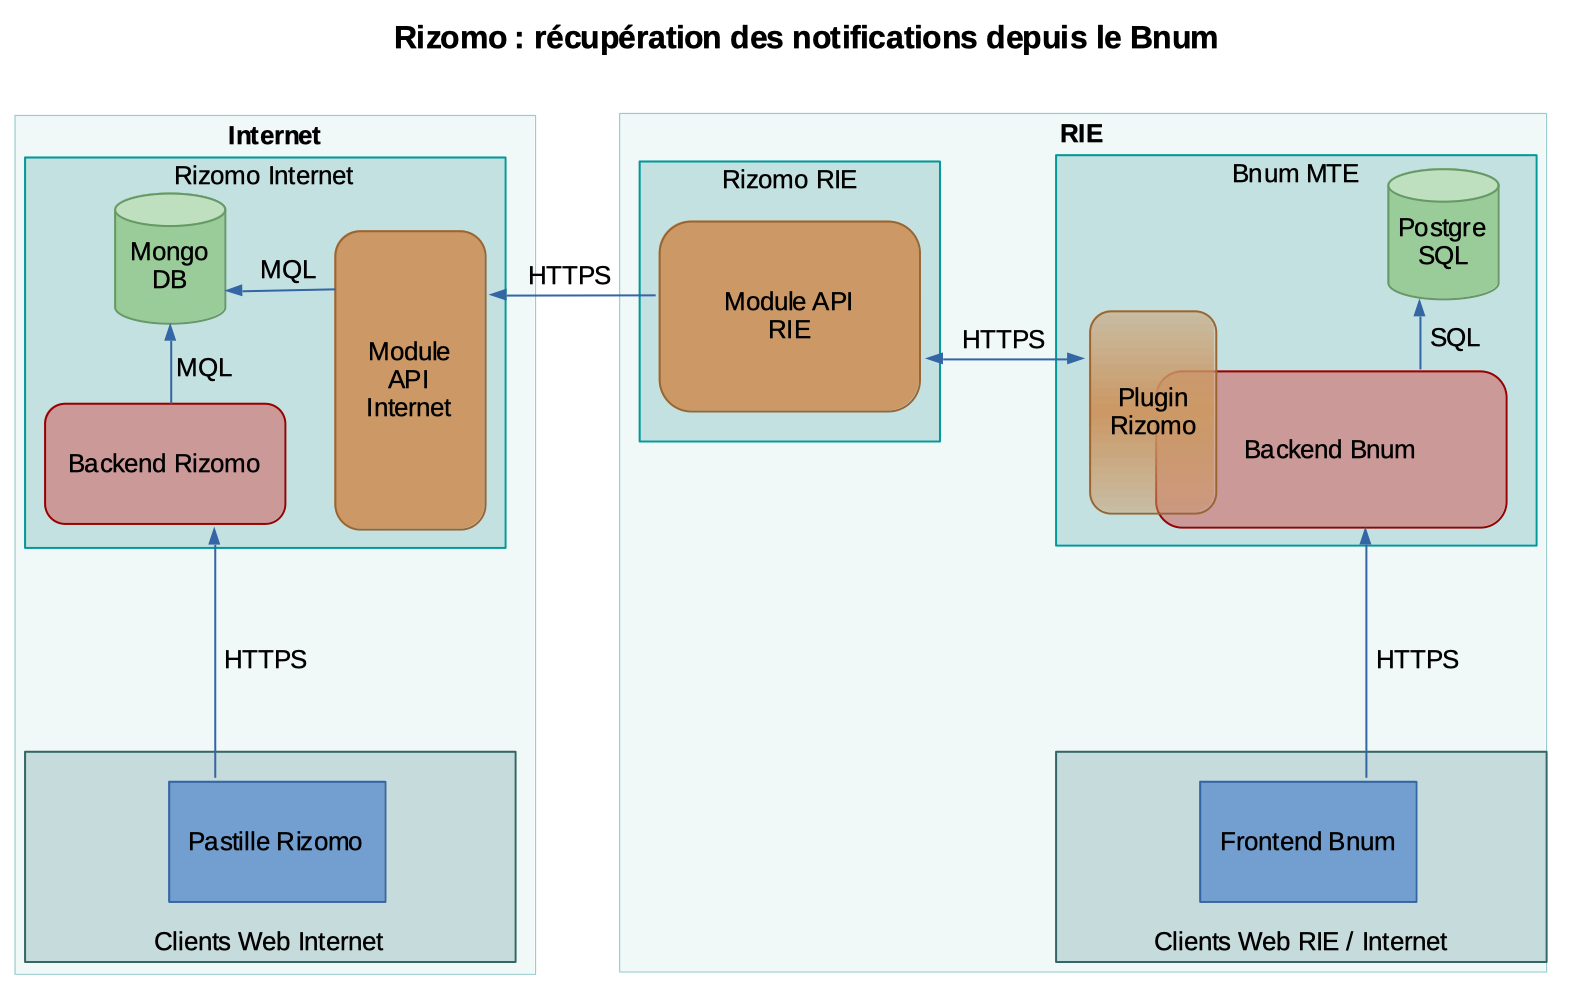 Rizomo : récupération des notifications depuis le Bnum
Internet
Rizomo Internet
Mongo
DB
MQL
MQL
Module
API
Internet
Backend Rizomo
HTTPS
HTTPS
Pastille Rizomo
Clients Web Internet
RIE
Rizomo RIE
Module API
RIE
HTTPS
Bnum MTE
Postgre
SQL
SQL
Plugin
Rizomo
Backend Bnum
HTTPS
Frontend Bnum
Clients Web RIE / Internet